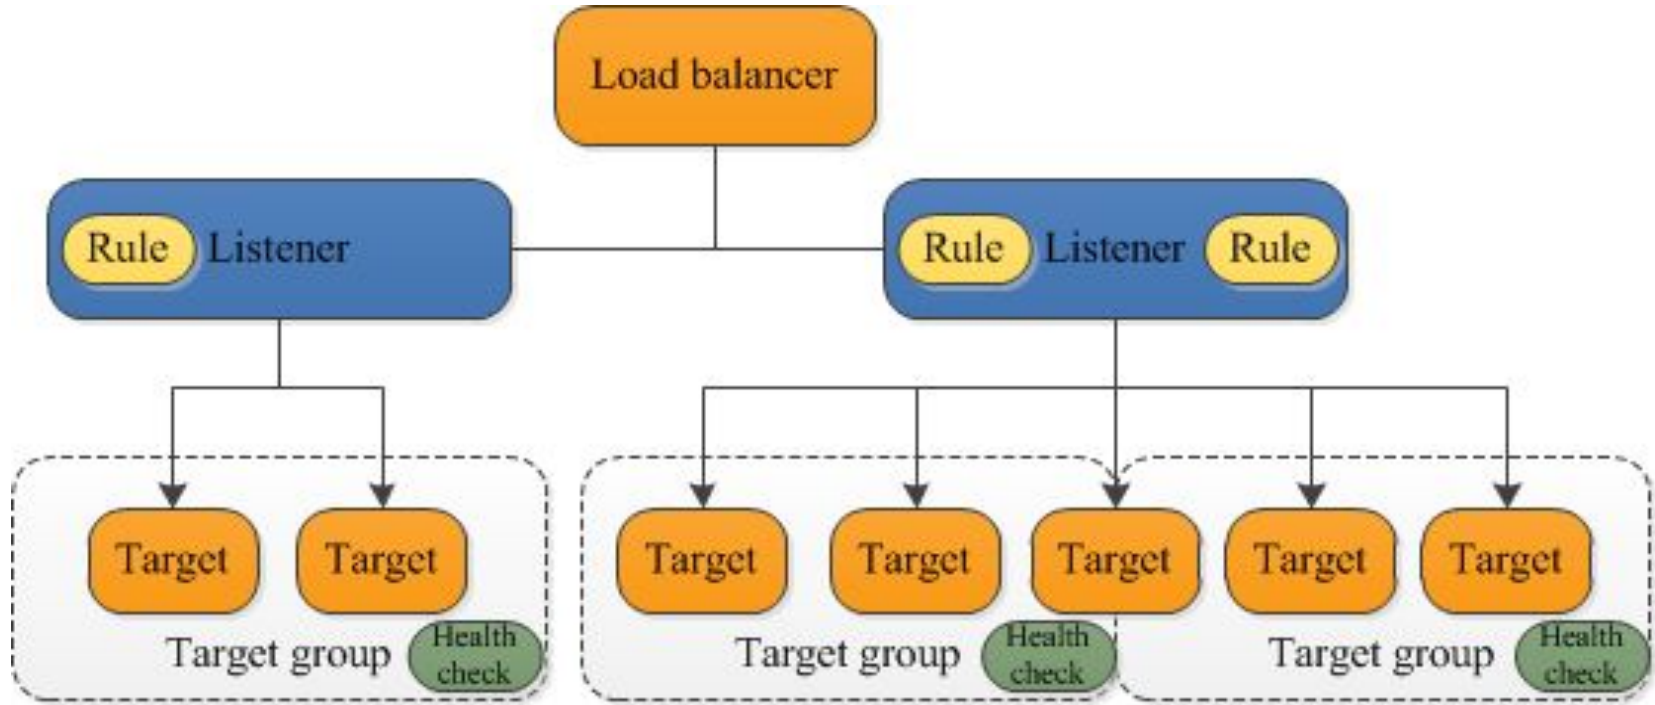 Load balancer
Rule Listener
Rule Listener Rule
Target Target
Target Target Target Target Target
Target group
Health
check
Target group
Health
check
Target group
Health
check